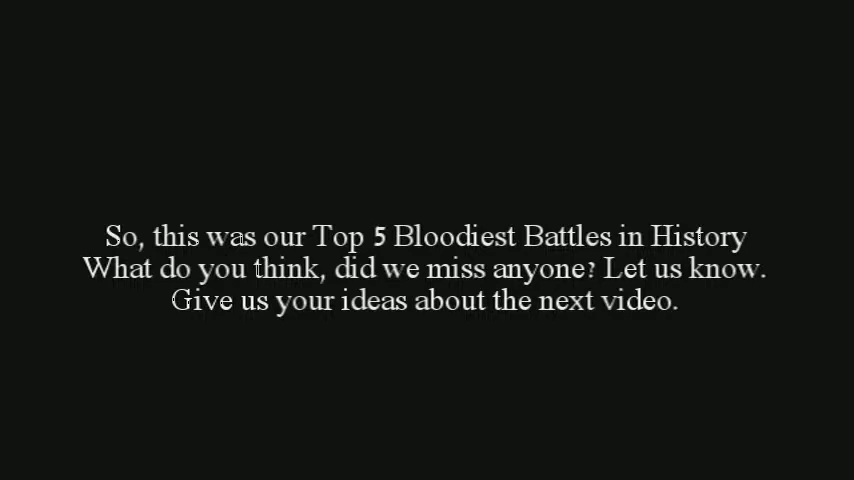 So, this was our Top 5 Bloodiest Battles in History
What do you think, did we miss anyone? Let us know.
Give us your ideas about the next video.